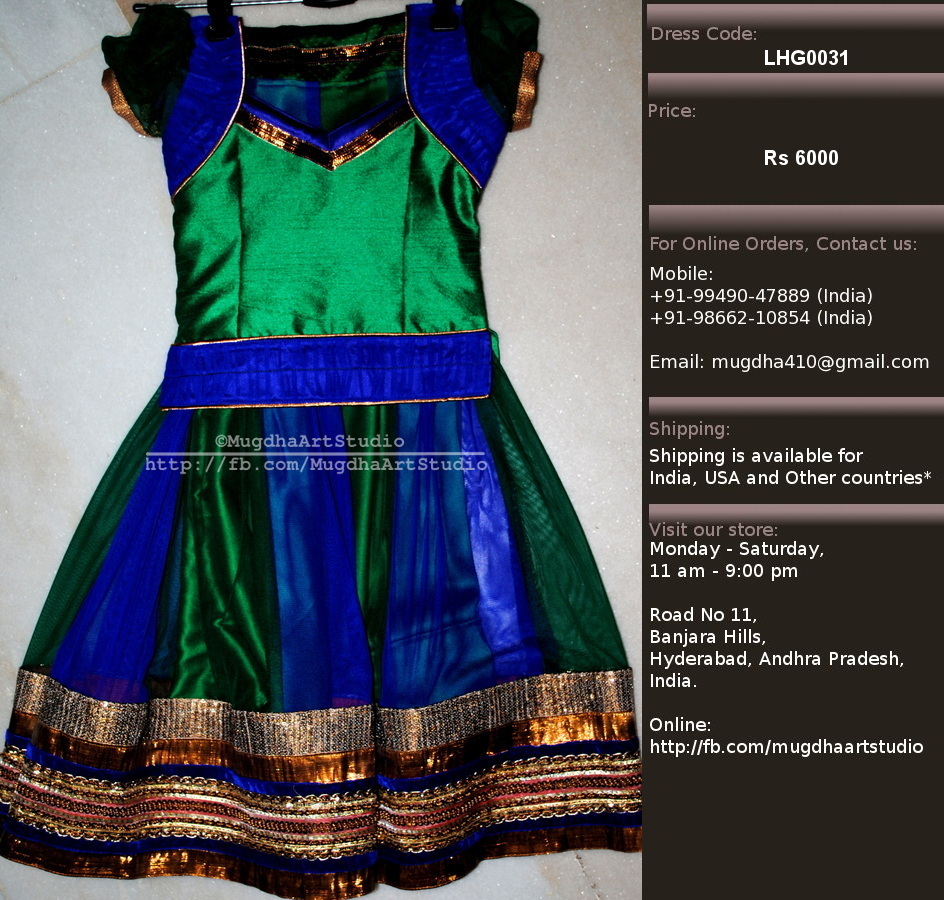 ©MugdhaArtStudio
http://fb.com/MugdhaArtStudio
Dress Code:
LHG0031
Price:
Rs 6000
For Online Orders, Contact us:
Mobile:
+91-99490-47889 (India)
+91-98662-10854 (India)
Email: mugdha410@gmail.com
Shipping:
Shipping is available for
India, USA and Other countries*
Visit our store:
Monday - Saturday,
11 am - 9:00 pm
Road No 11,
Banjara Hills,
Hyderabad, Andhra Pradesh,
India.
Online:
http://fb.com/mugdhaartstudio